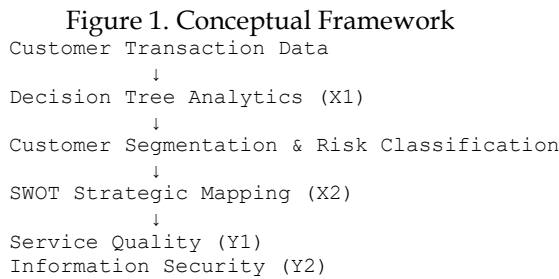 Figure 1. Conceptual Framework
Customer Transaction Data
↓
Decision Tree Analytics (X1)
↓
Customer Segmentation & Risk Classification
↓
SWOT Strategic Mapping (X2)
↓
Service Quality (Y1)
Information Security (Y2)